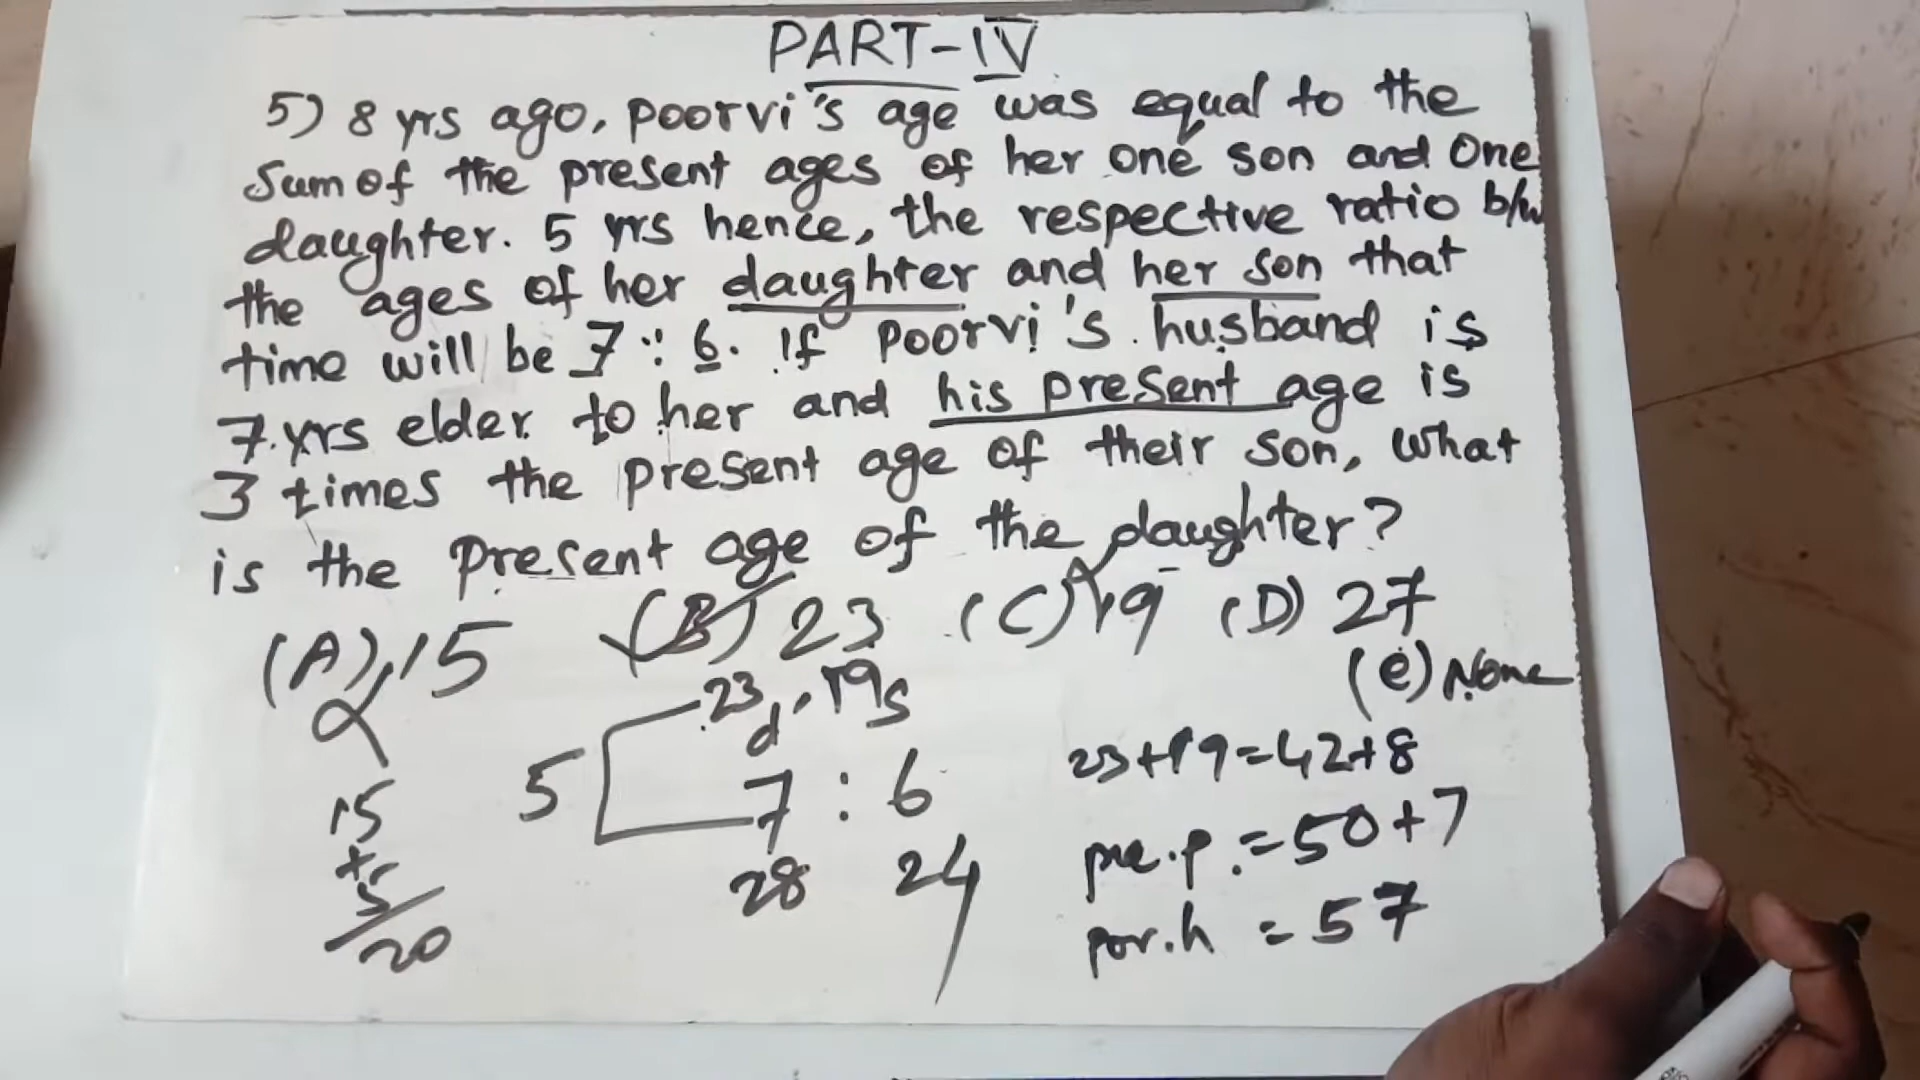 PART-IV
5) 8 yrs ago, poorvi's age was equal to the
Sum of the present ages of her one son and One
daughter. 5 yrs hence, the respective ratio b/w
the ages of her daughter and her son that
time will be 7:6. If poorvi's husband is
7 yrs elder to her and his present age is
3 times the present age of their son, what
is the present age of the daughter?
(A) 15 (B) 23 (C) 19 (D) 27
(e) None
23 d, 19 s
5 7 : 6
28 24
15
+
5
20
23+19=42+8
pre.p.=50+7
por.h = 57